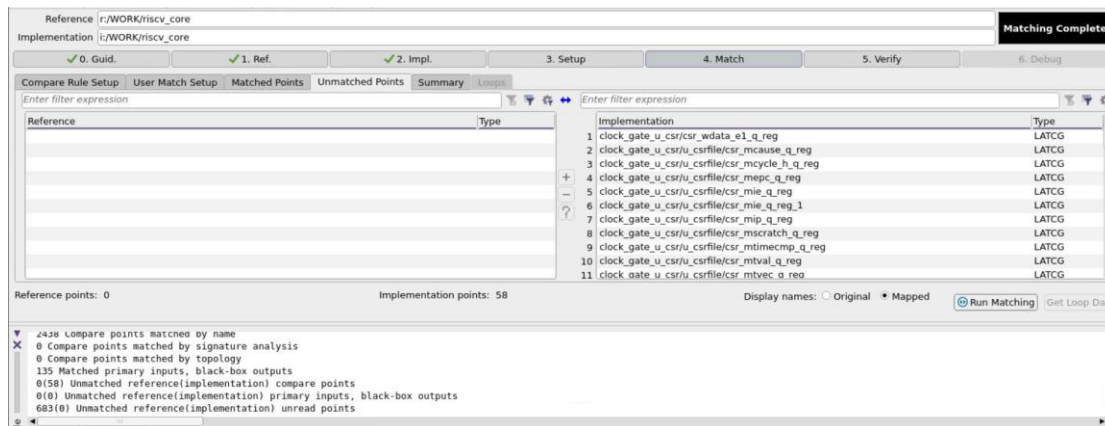 Reference r:/WORK/riscv_core
Implementation i:/WORK/riscv_core
Matching Complete
0. Guid. 1. Ref. 2. Impl. 3. Setup 4. Match 5. Verify 6. Debug
Compare Rule Setup User Match Setup Matched Points Unmatched Points Summary Loops
Enter filter expression Enter filter expression
Reference Type Implementation Type
1 clock_gate_u_csr/csr_wdata_e1_q_reg LATCG
2 clock_gate_u_csr/u_csrfile/csr_mcause_q_reg LATCG
3 clock_gate_u_csr/u_csrfile/csr_mcycle_h_q_reg LATCG
4 clock_gate_u_csr/u_csrfile/csr_mepc_q_reg LATCG
5 clock_gate_u_csr/u_csrfile/csr_mie_q_reg LATCG
6 clock_gate_u_csr/u_csrfile/csr_mie_q_reg_1 LATCG
7 clock_gate_u_csr/u_csrfile/csr_mip_q_reg LATCG
8 clock_gate_u_csr/u_csrfile/csr_mscratch_q_reg LATCG
9 clock_gate_u_csr/u_csrfile/csr_mtimecmp_q_reg LATCG
10 clock_gate_u_csr/u_csrfile/csr_mtval_q_reg LATCG
11 clock_gate_u_csr/u_csrfile/csr_mtvec_q_reg LATCG
Reference points: 0 Implementation points: 58 Display names: Original Mapped Run Matching Get Loop Da
2438 Compare points matched by name
0 Compare points matched by signature analysis
0 Compare points matched by topology
135 Matched primary inputs, black-box outputs
0(58) Unmatched reference(implementation) compare points
0(0) Unmatched reference(implementation) primary inputs, black-box outputs
683(0) Unmatched reference(implementation) unread points